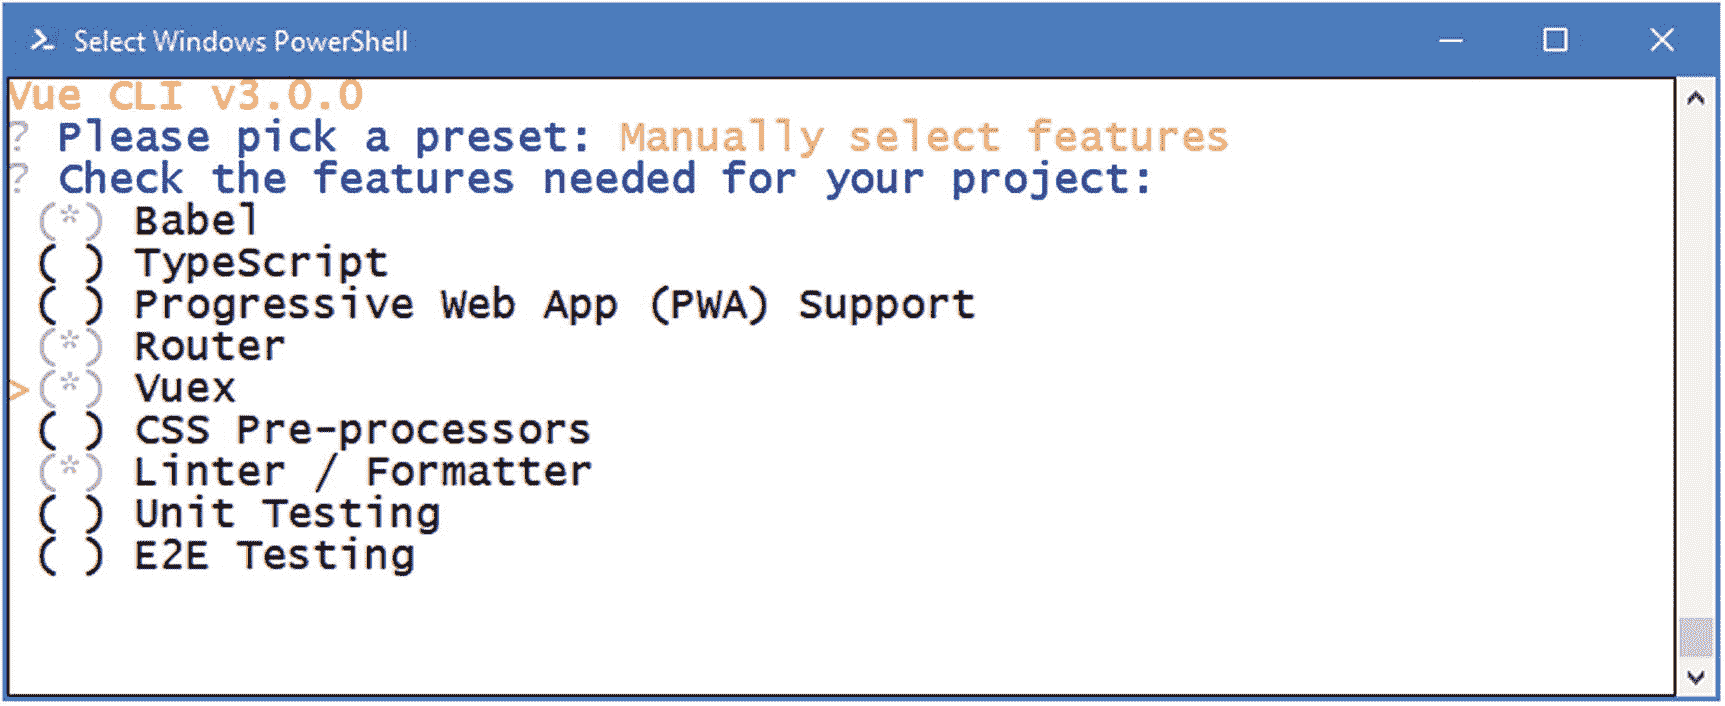 Select Windows PowerShell
Vue CLI v3.0.0
? Please pick a preset: Manually select features
? Check the features needed for your project:
(*) Babel
( ) TypeScript
( ) Progressive Web App (PWA) Support
(*) Router
>(*) Vuex
( ) CSS Pre-processors
(*) Linter / Formatter
( ) Unit Testing
( ) E2E Testing